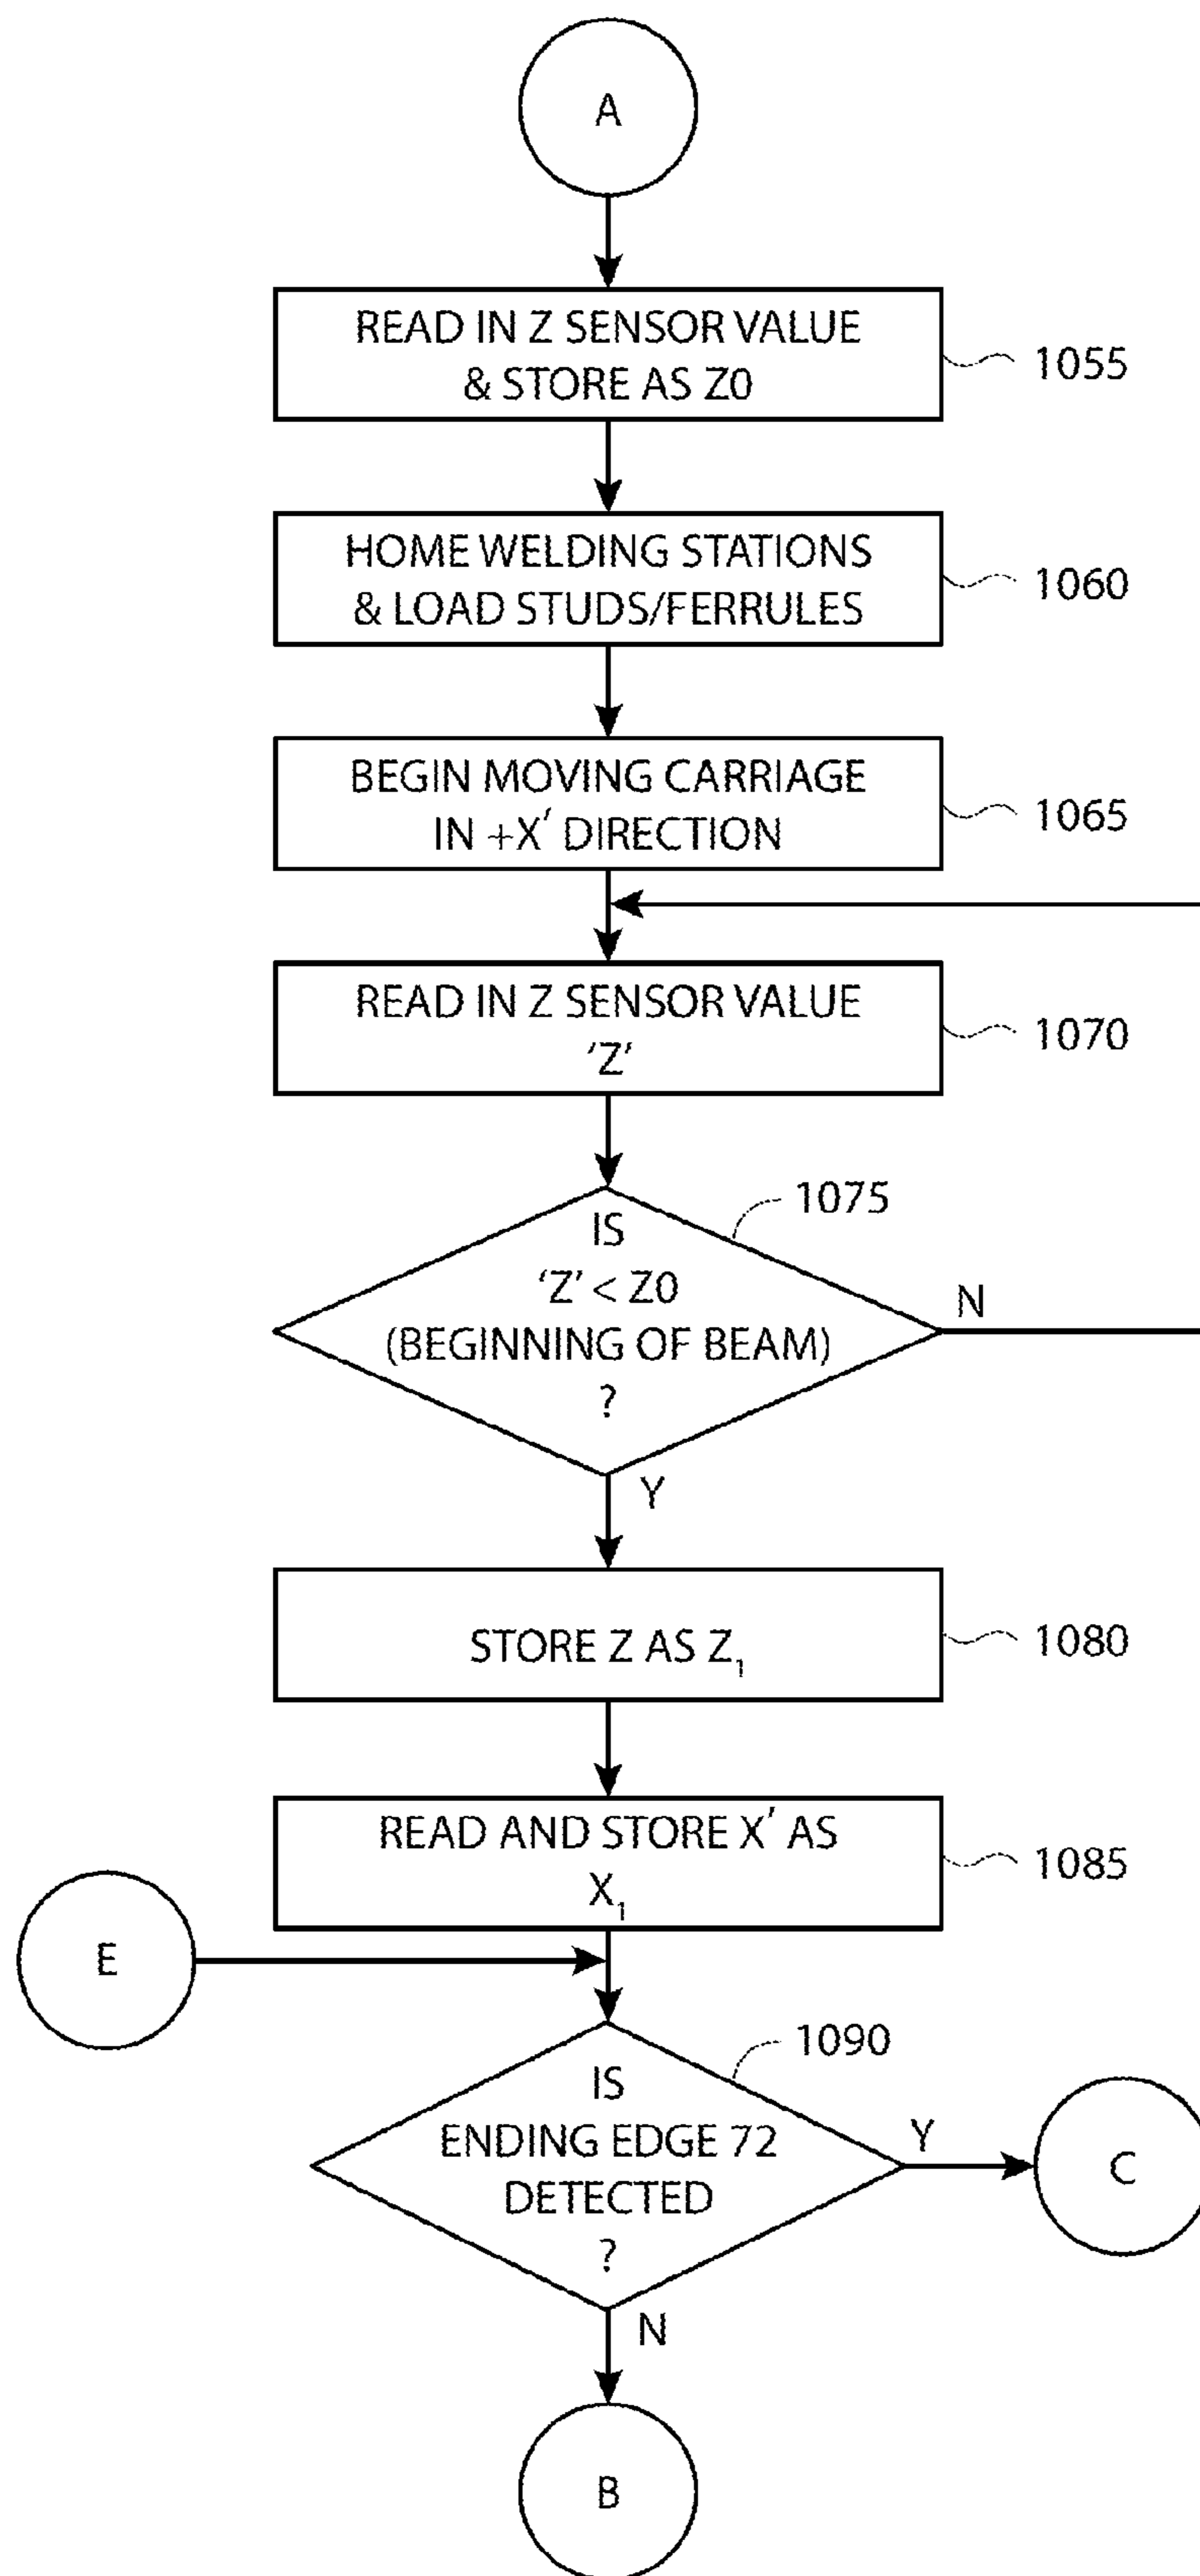 A
READ IN Z SENSOR VALUE
& STORE AS Z0
1055
HOME WELDING STATIONS
& LOAD STUDS/FERRULES
1060
BEGIN MOVING CARRIAGE
IN +X′ DIRECTION
1065
READ IN Z SENSOR VALUE
‘Z’
1070
1075
IS
‘Z’ < Z0
(BEGINNING OF BEAM)
?
N
Y
STORE Z AS Z₁
1080
READ AND STORE X′ AS
X₁
1085
E
1090
IS
ENDING EDGE 72
DETECTED
?
Y
C
N
B